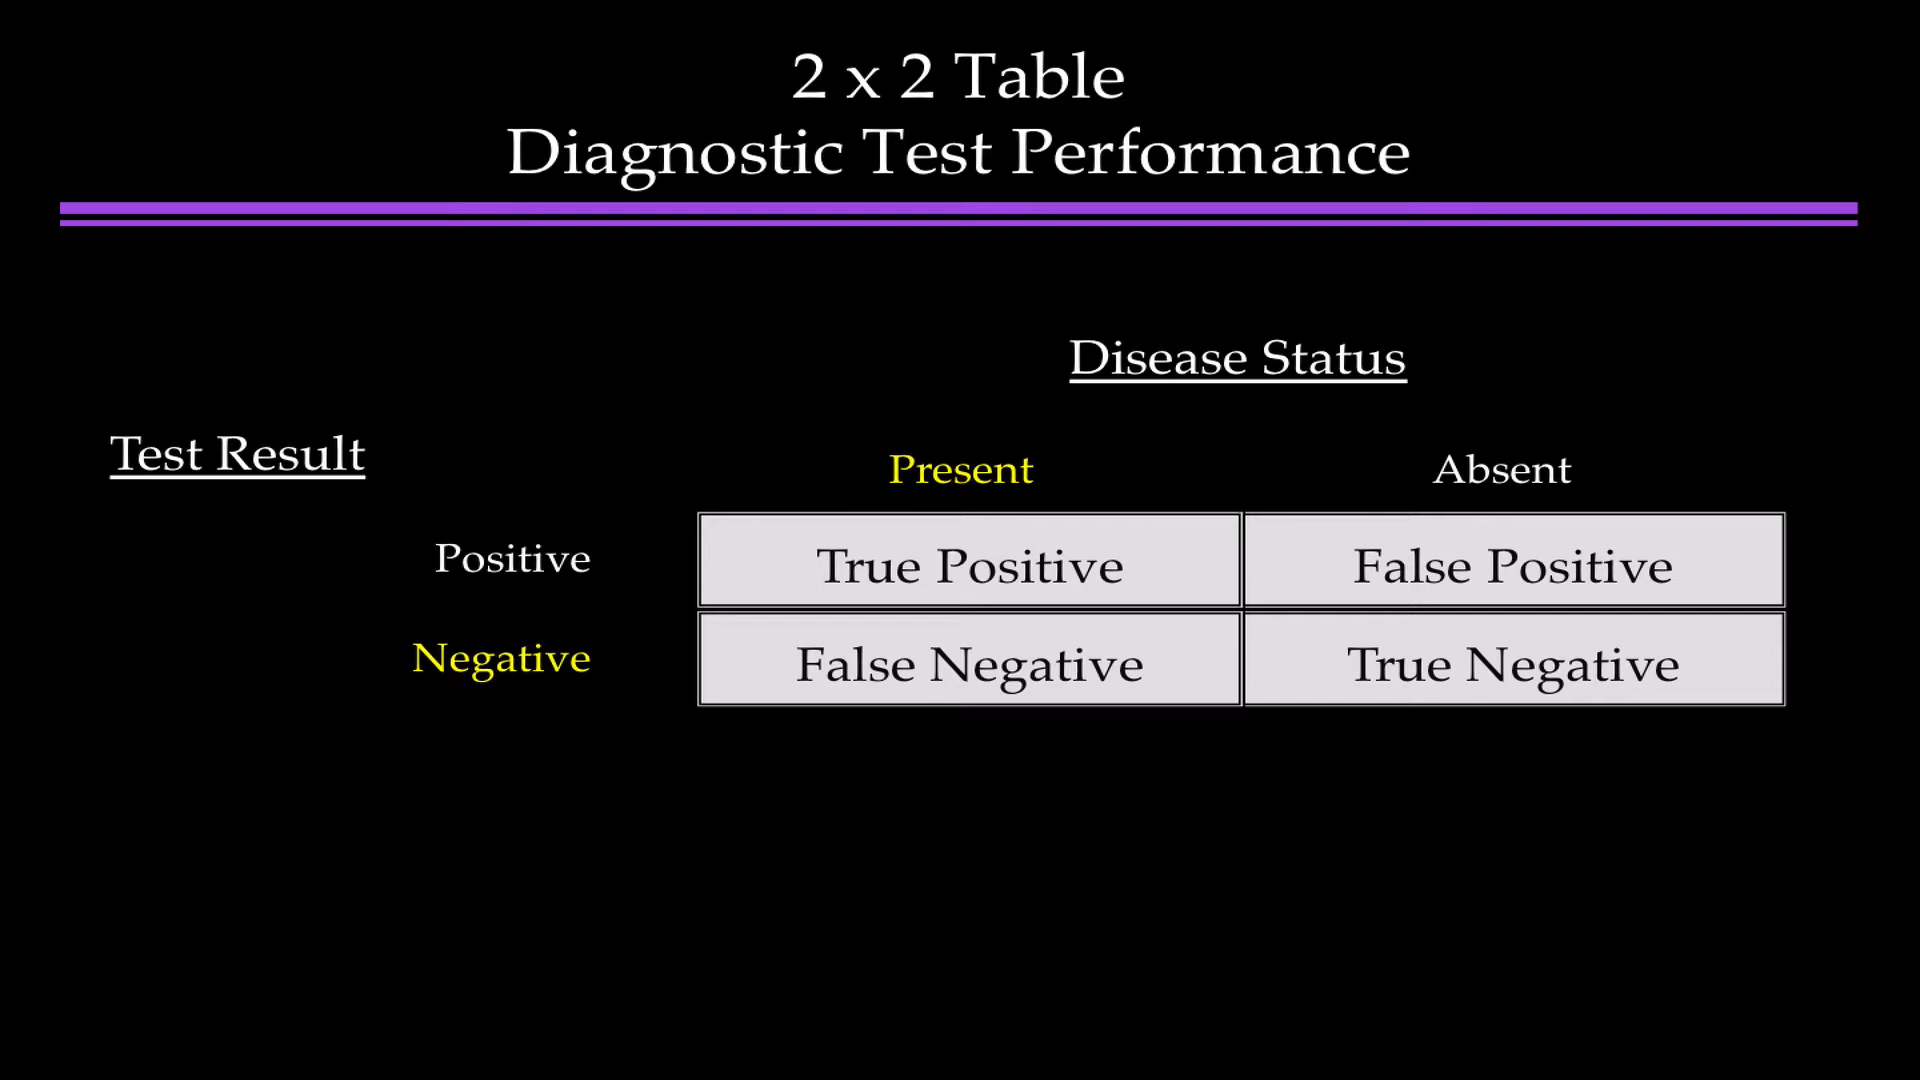 2 x 2 Table
Diagnostic Test Performance
Disease Status
Test Result
Present Absent
Positive True Positive False Positive
Negative False Negative True Negative